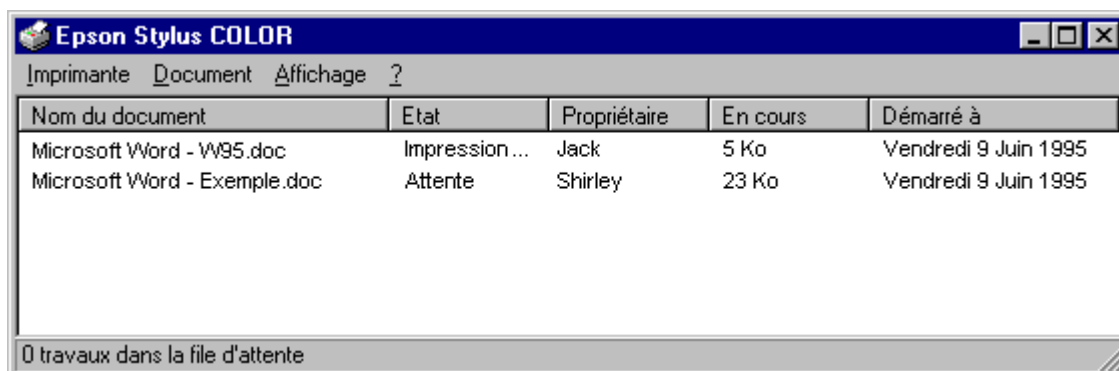 Epson Stylus COLOR
Imprimante Document Affichage ?
Nom du document Etat Propriétaire En cours Démarré à
Microsoft Word - W95.doc Impression ... Jack 5 Ko Vendredi 9 Juin 1995
Microsoft Word - Exemple.doc Attente Shirley 23 Ko Vendredi 9 Juin 1995
0 travaux dans la file d'attente